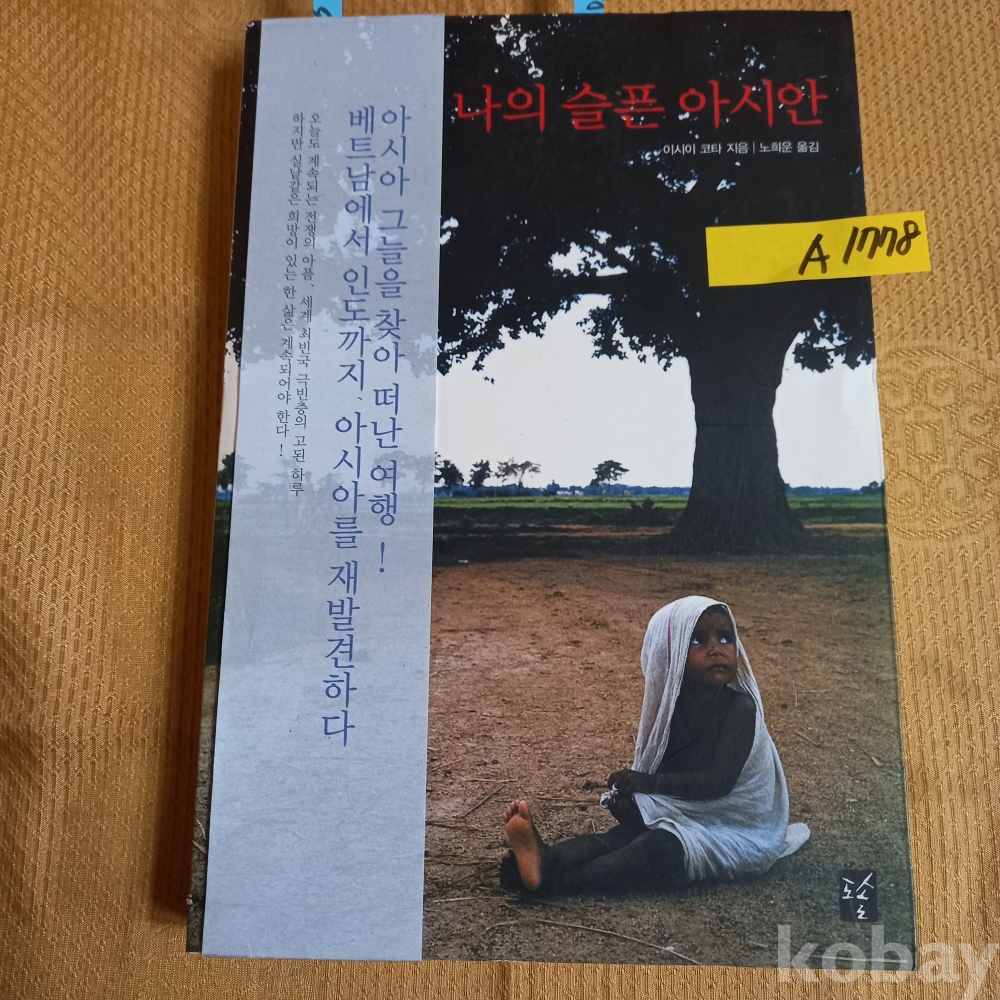 나의 슬픈 아시안
이시이 코타 지음 | 노희운 옮김
A 1778
아시아 그들을 찾아 떠난 여행 !
베트남에서 인도까지, 아시아를 재발견하다
오늘도 계속되는 전쟁의 아픔, 세계 최빈국 극빈층의 고된 하루
하지만 실낱같은 희망이 있는 한 삶은 계속되어야 한다 !
도솔
kobay